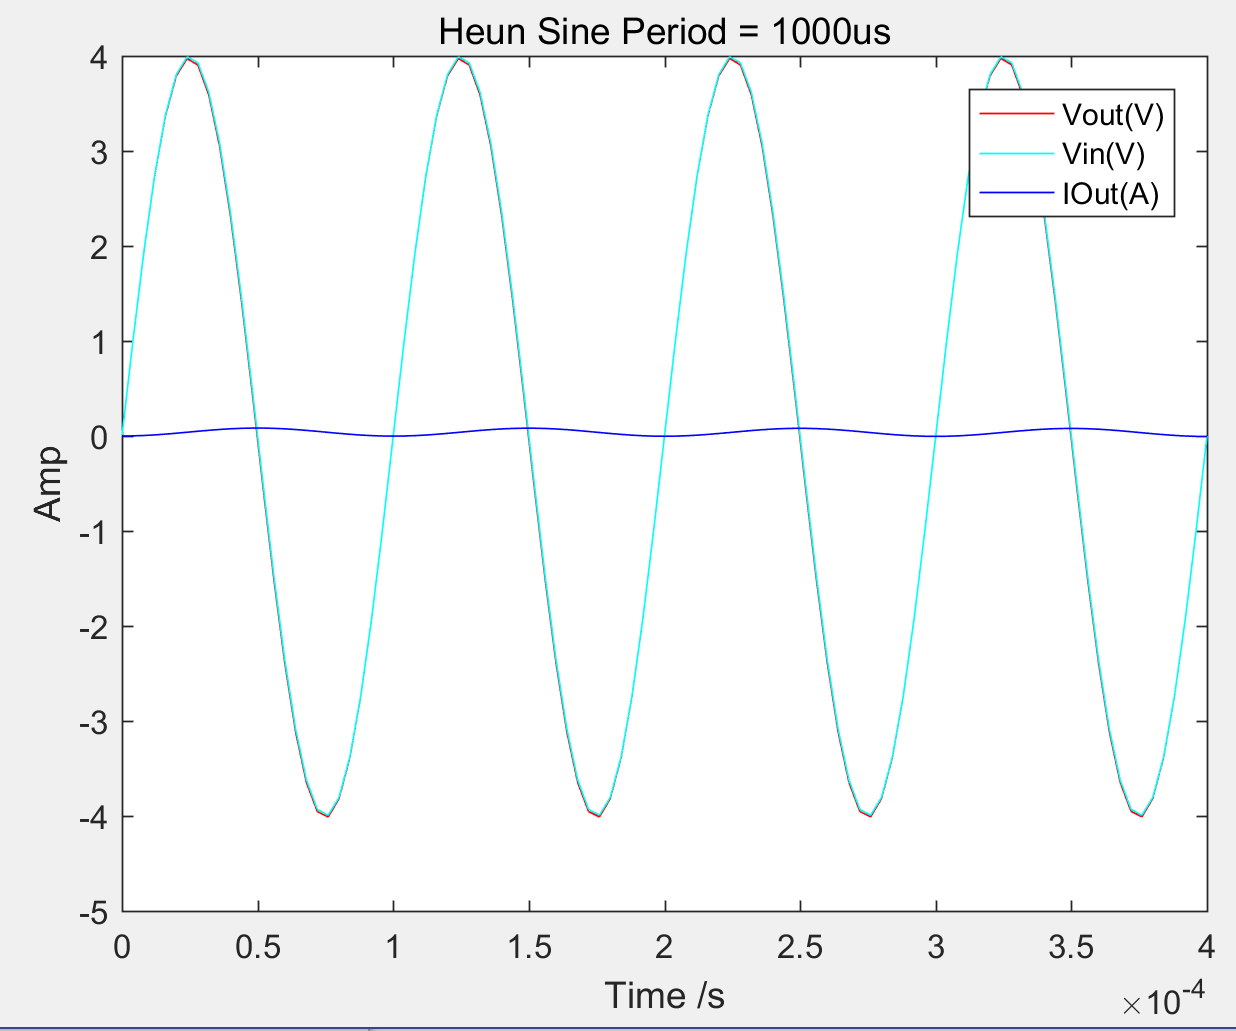 Heun Sine Period = 1000us
4
3
2
1
0
-1
-2
-3
-4
-5
Amp
Vout(V)
Vin(V)
IOut(A)
0 0.5 1 1.5 2 2.5 3 3.5 4
Time /s
×10-4